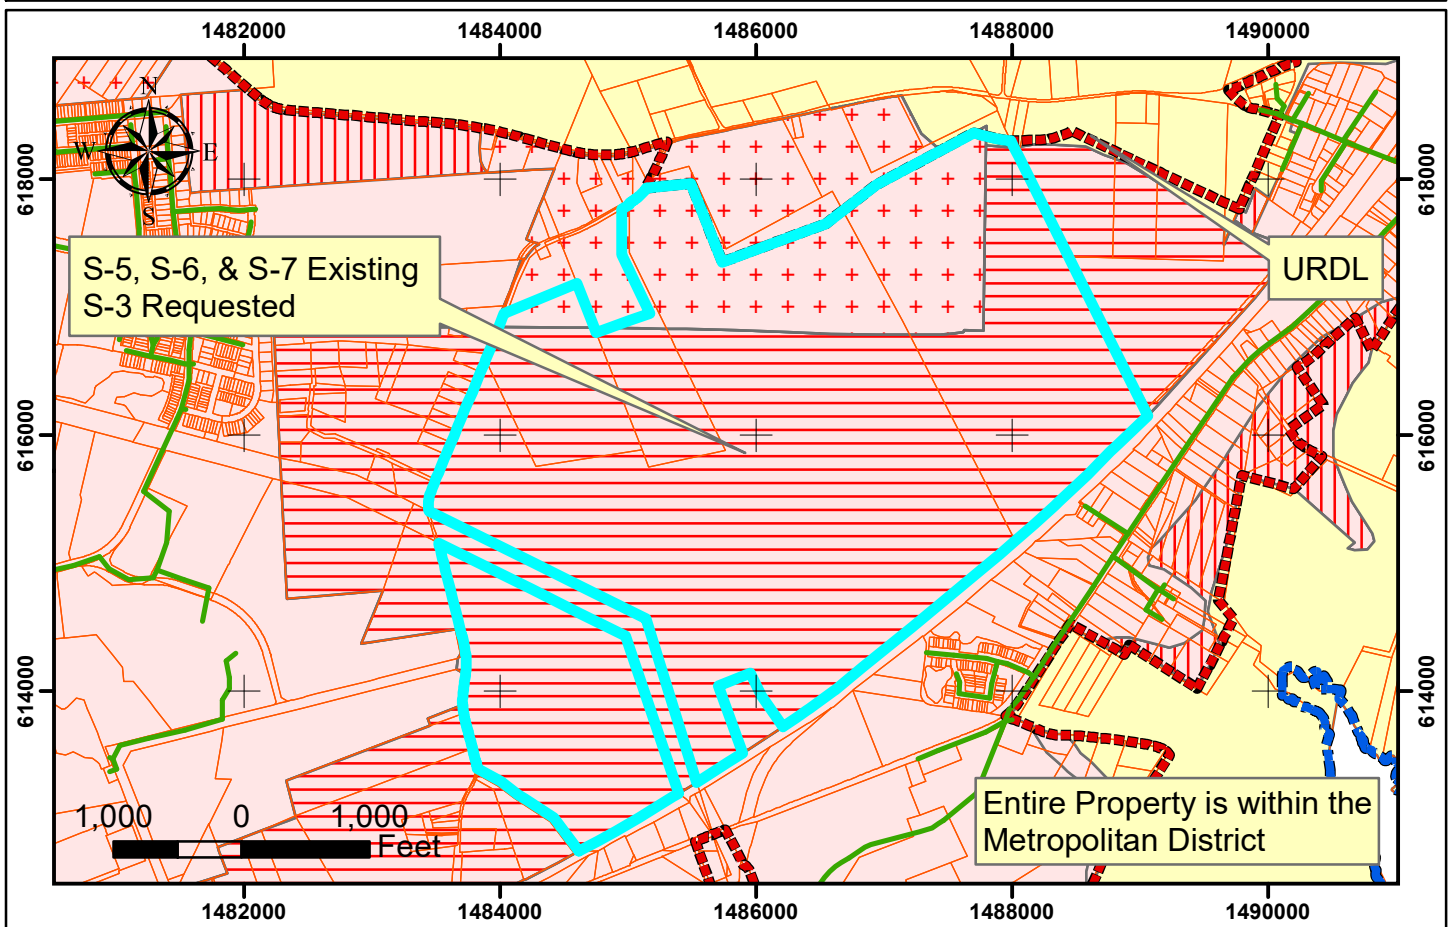 1482000 1484000 1486000 1488000 1490000
N
W E
S
618000 618000
S-5, S-6, & S-7 Existing
S-3 Requested
URDL
616000 616000
614000 614000
Entire Property is within the
Metropolitan District
1,000 0 1,000
Feet
1482000 1484000 1486000 1488000 1490000